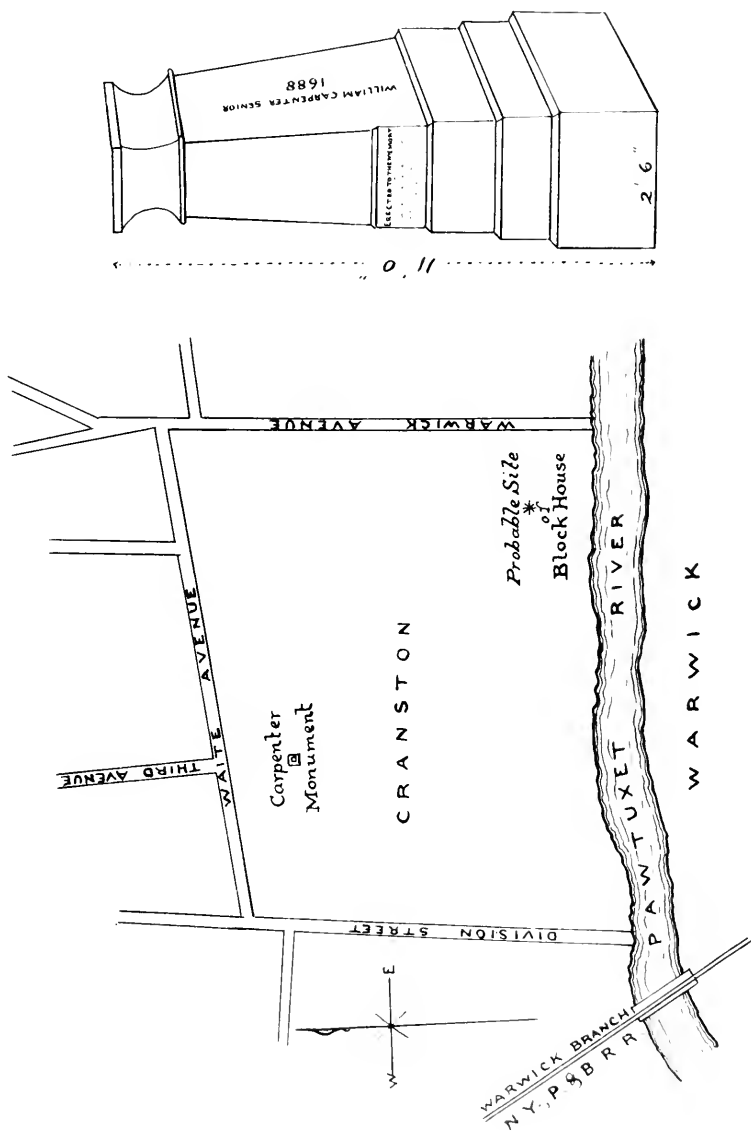 WILLIAM CARPENTER SENIOR
1688
ERECTED TO THE MEMORY
2' 6"
11' 0"
WARWICK AVENUE
Probable Site
of
Block House
WAITE AVENUE
THIRD AVENUE
Carpenter
Monument
CRANSTON
PAWTUXET RIVER
WARWICK
DIVISION STREET
W E
WARWICK BRANCH
N Y., P. & B R R